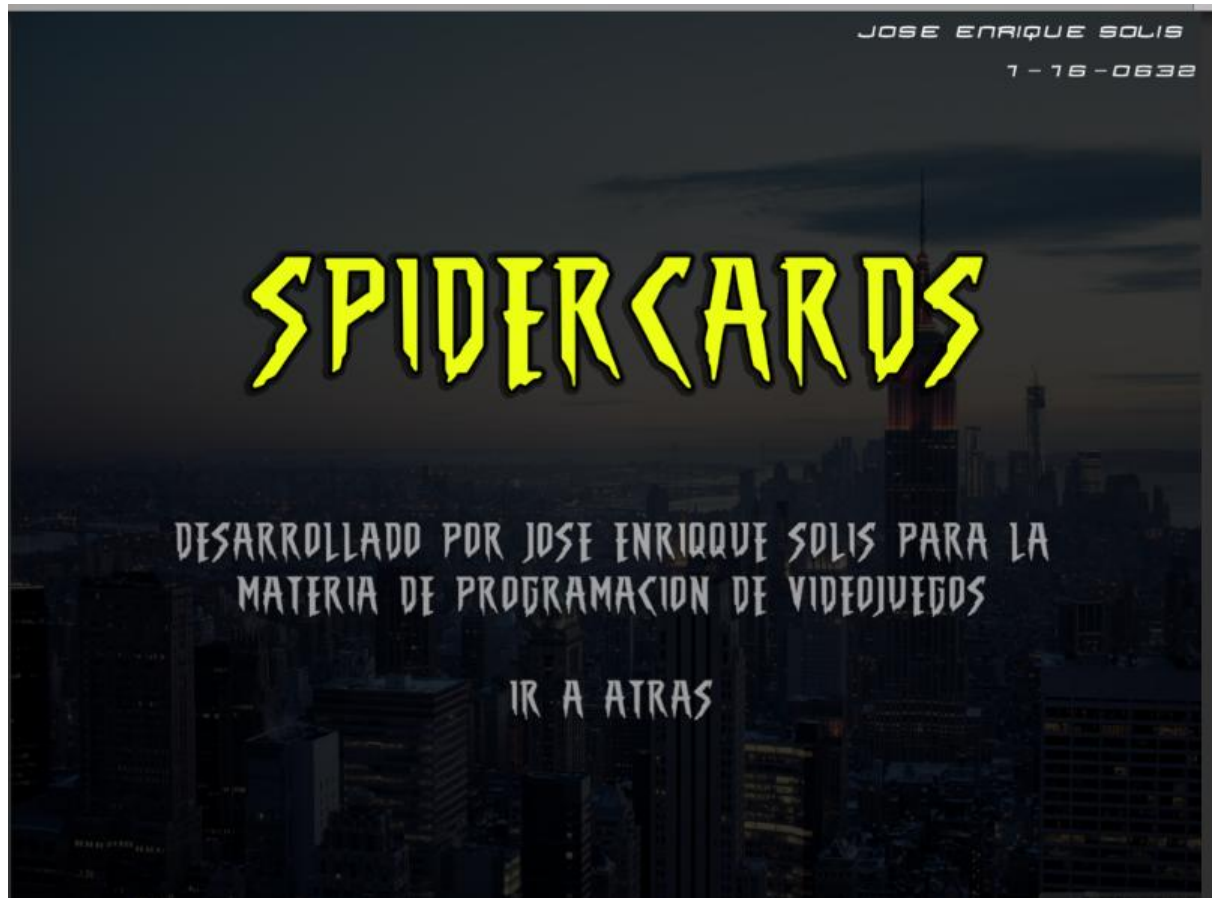 JOSE ENRIQUE SOLIS
1-16-0632
SPIDERCARDS
DESARROLLADO POR JOSE ENRIQQUE SOLIS PARA LA
MATERIA DE PROGRAMACION DE VIDEOJUEGOS
IR A ATRAS